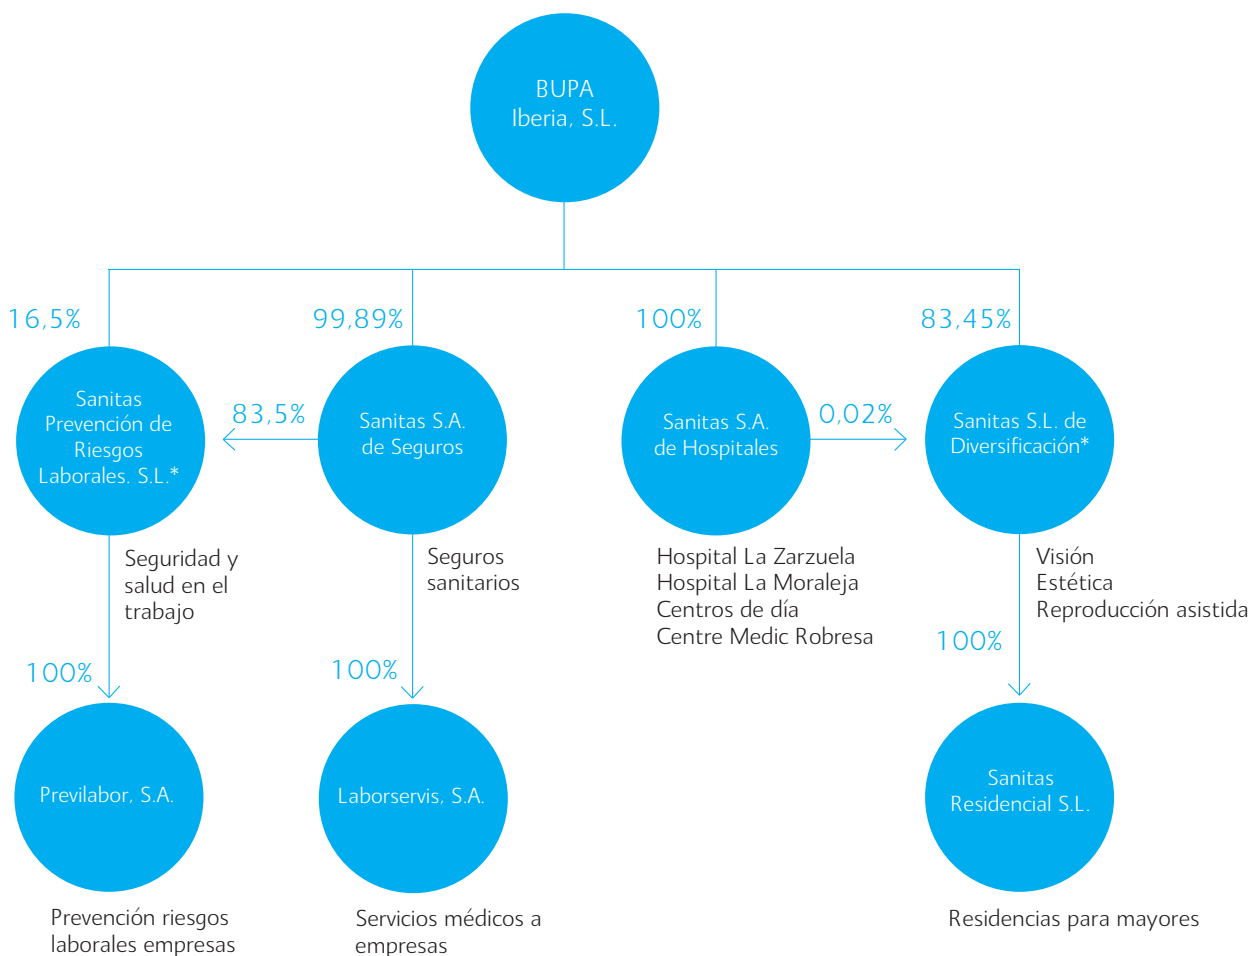 BUPA
Iberia, S.L.
16,5%
99,89%
100%
83,45%
Sanitas
Prevención de
Riesgos
Laborales. S.L.*
83,5%
Sanitas S.A.
de Seguros
Sanitas S.A.
de Hospitales
0,02%
Sanitas S.L. de
Diversificación*
Seguridad y
salud en el
trabajo
Seguros
sanitarios
Hospital La Zarzuela
Hospital La Moraleja
Centros de día
Centre Medic Robresa
Visión
Estética
Reproducción asistida
100%
100%
100%
Previlabor, S.A.
Laborservis, S.A.
Sanitas
Residencial S.L.
Prevención riesgos
laborales empresas
Servicios médicos a
empresas
Residencias para mayores